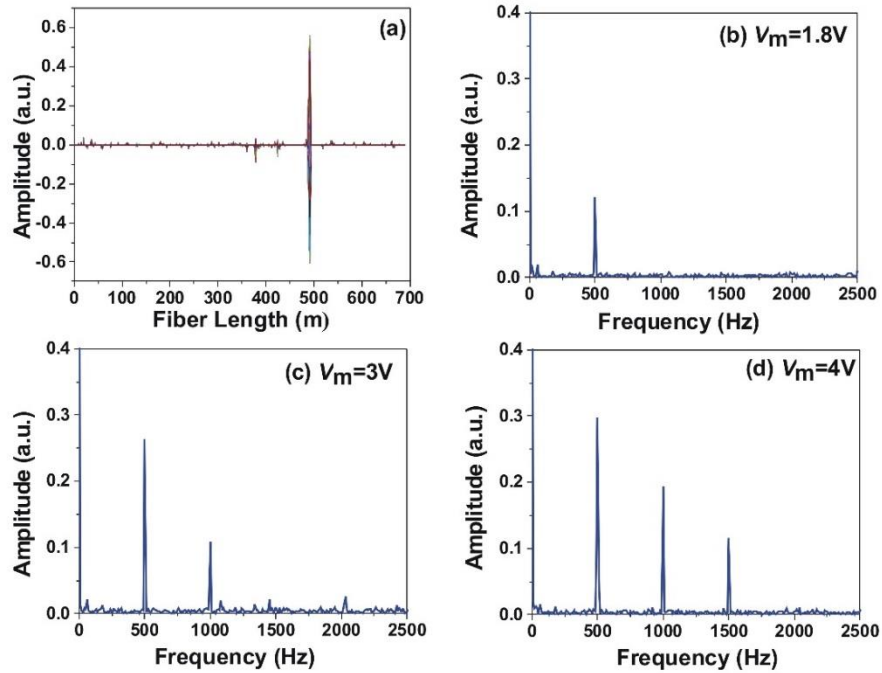 (a)
Amplitude (a.u.)
0.6
0.4
0.2
0.0
-0.2
-0.4
-0.6
0 100 200 300 400 500 600 700
Fiber Length (m)
(b) Vm=1.8V
Amplitude (a.u.)
0.4
0.3
0.2
0.1
0.0
0 500 1000 1500 2000 2500
Frequency (Hz)
(c) Vm=3V
Amplitude (a.u.)
0.4
0.3
0.2
0.1
0.0
0 500 1000 1500 2000 2500
Frequency (Hz)
(d) Vm=4V
Amplitude (a.u.)
0.4
0.3
0.2
0.1
0.0
0 500 1000 1500 2000 2500
Frequency (Hz)